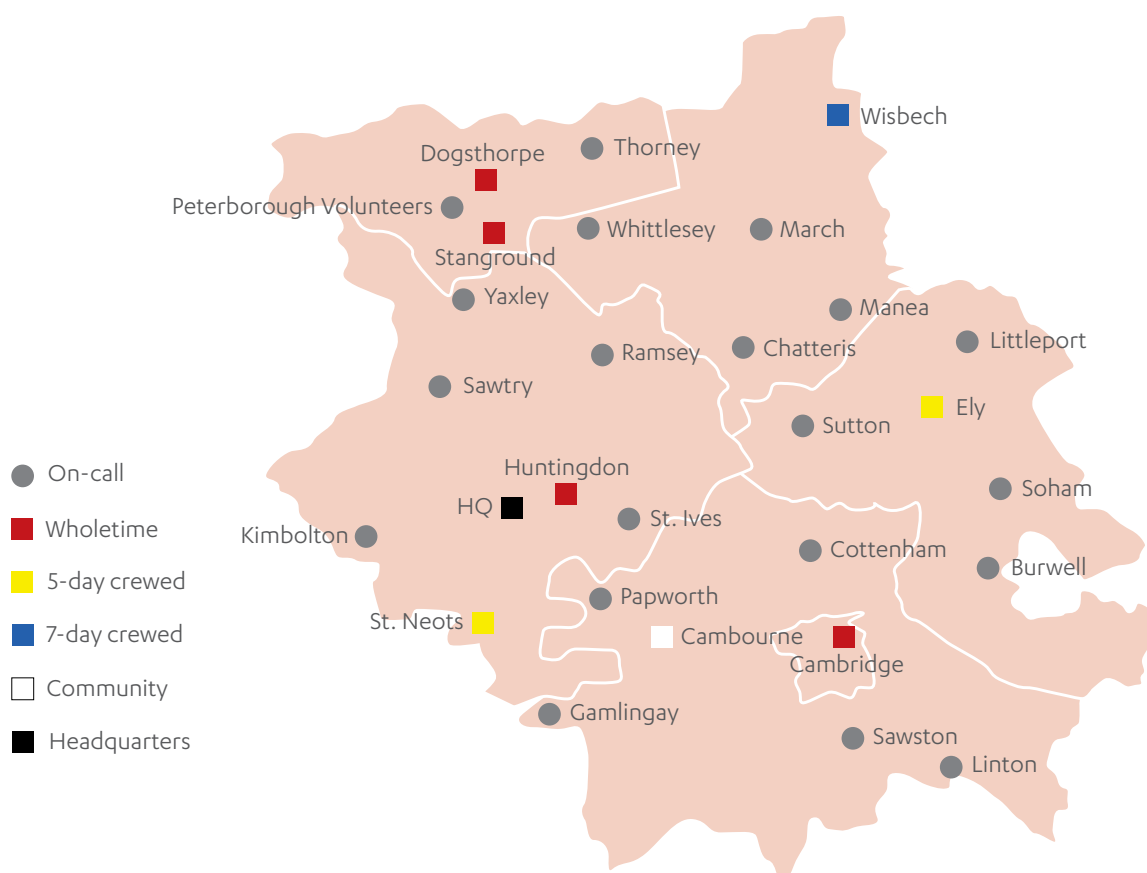 Wisbech
Thorney
Dogsthorpe
Peterborough Volunteers
Whittlesey
March
Stanground
Yaxley
Manea
Littleport
Chatteris
Ramsey
Sawtry
Ely
Sutton
Huntingdon
On-call
Soham
HQ
St. Ives
Wholetime
Kimbolton
Cottenham
Burwell
5-day crewed
Papworth
St. Neots
7-day crewed
Cambourne
Cambridge
Community
Gamlingay
Sawston
Headquarters
Linton